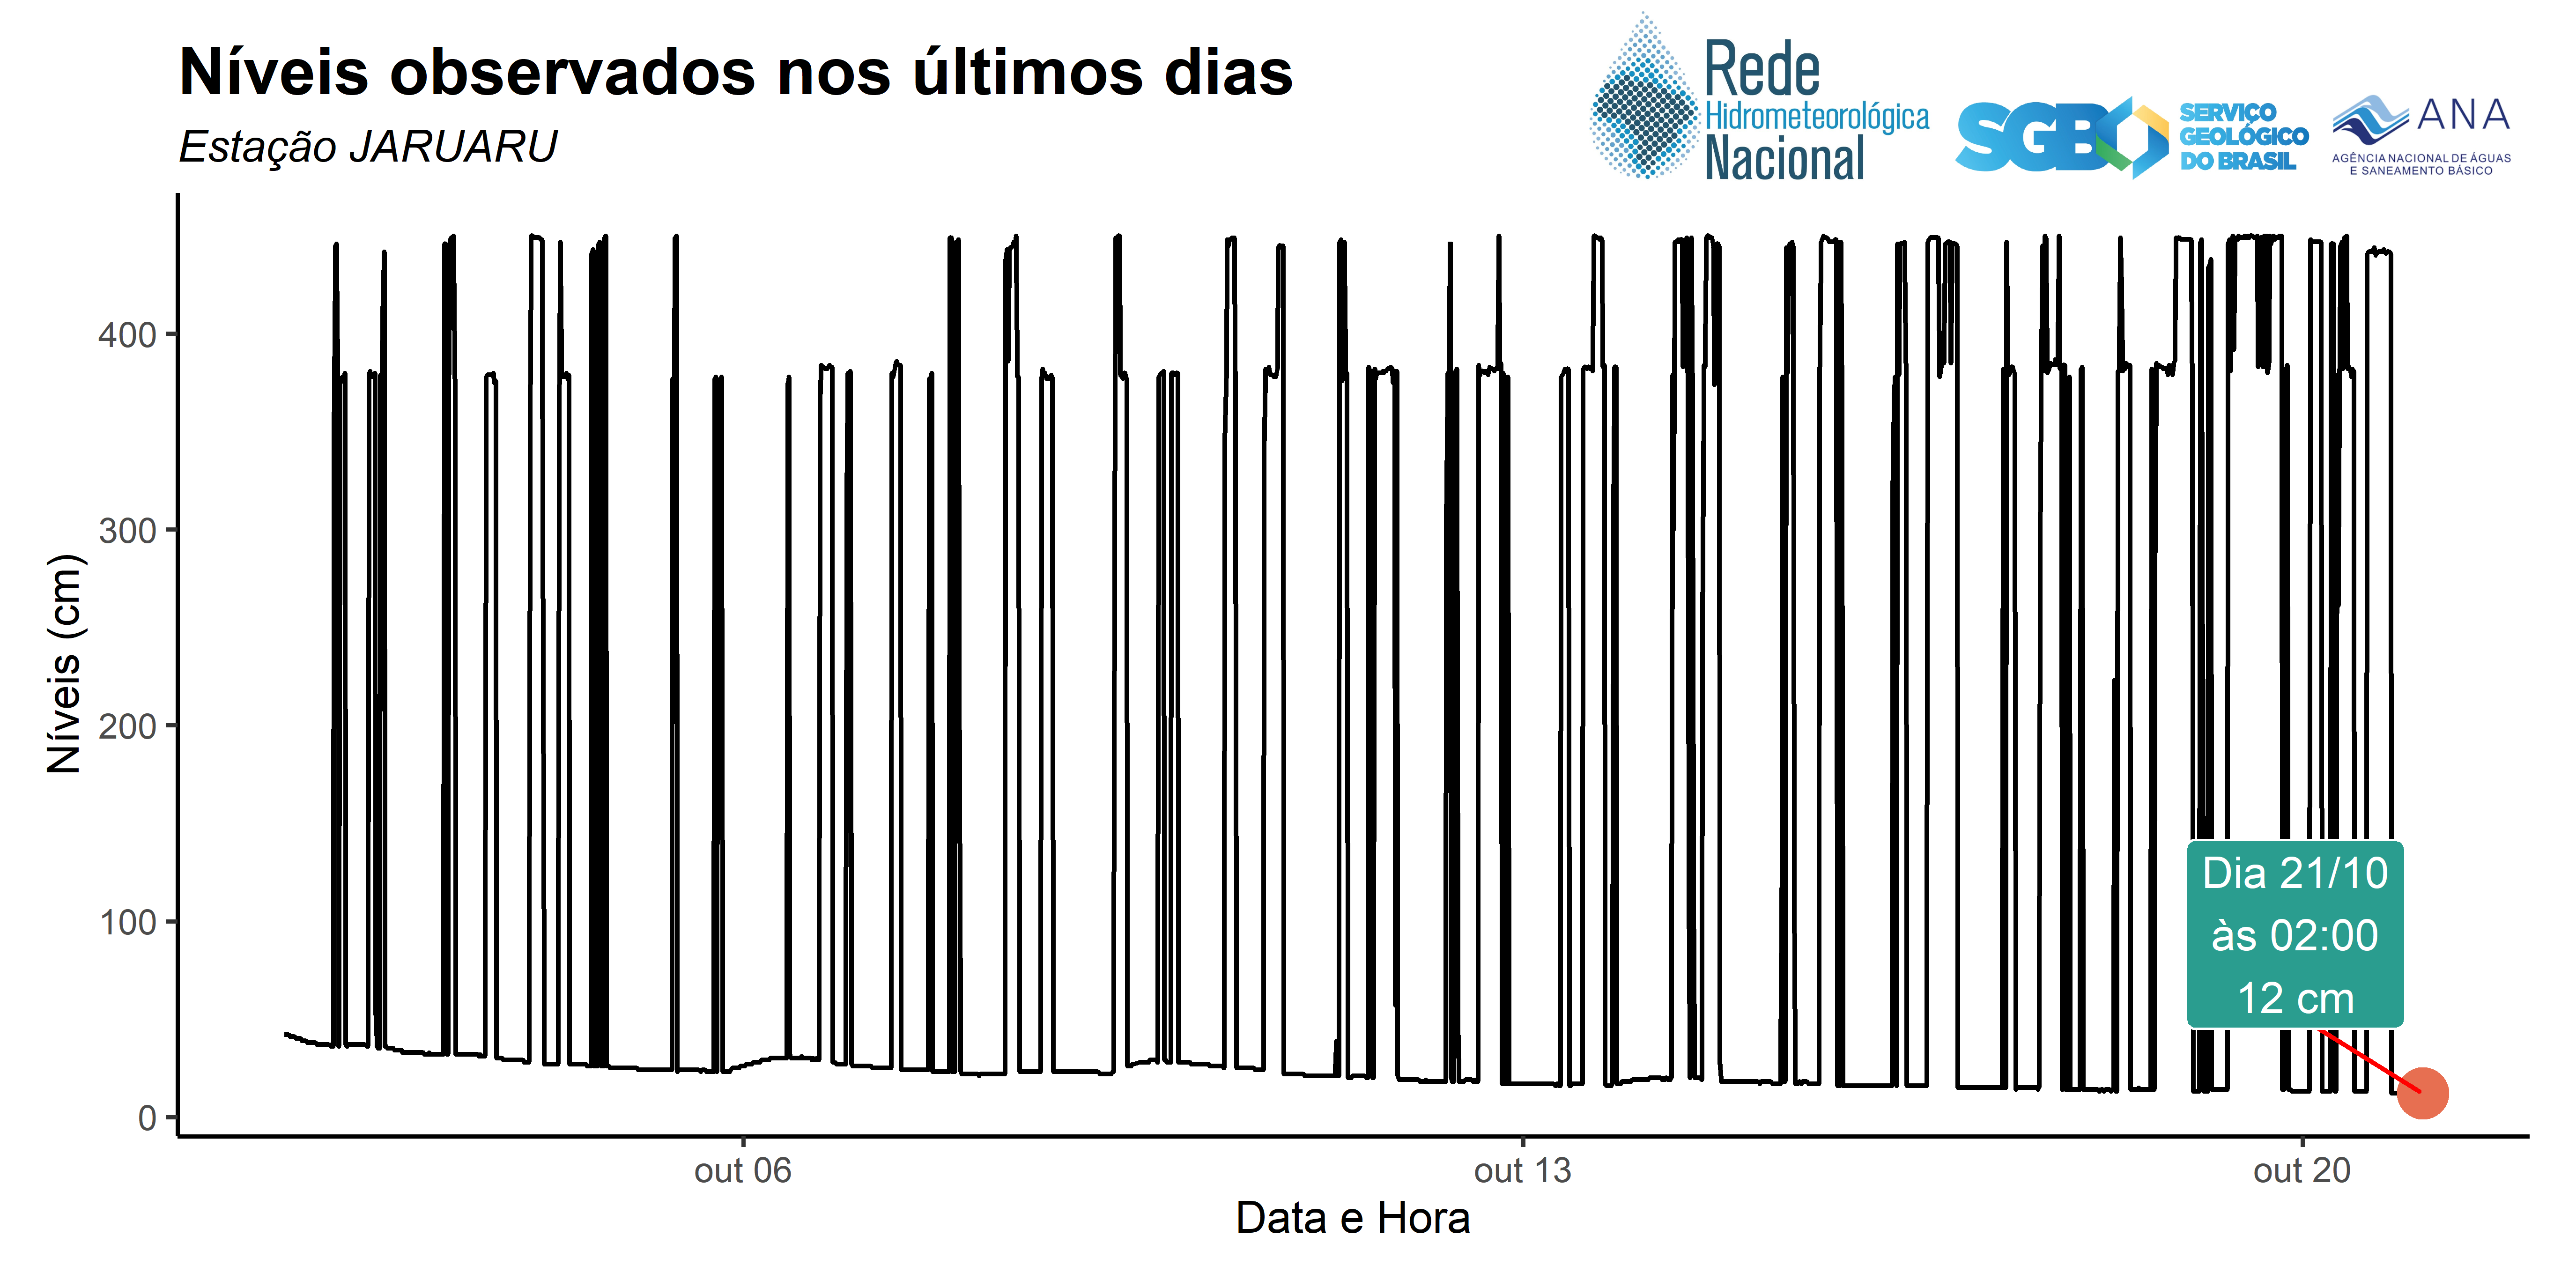 Níveis observados nos últimos dias
Estação JARUARU
Rede
Hidrometeorológica
Nacional
SGB
SERVIÇO
GEOLÓGICO
DO BRASIL
ANA
AGÊNCIA NACIONAL DE ÁGUAS
E SANEAMENTO BÁSICO
Níveis (cm)
400
300
200
100
0
Dia 21/10
às 02:00
12 cm
out 06
out 13
out 20
Data e Hora